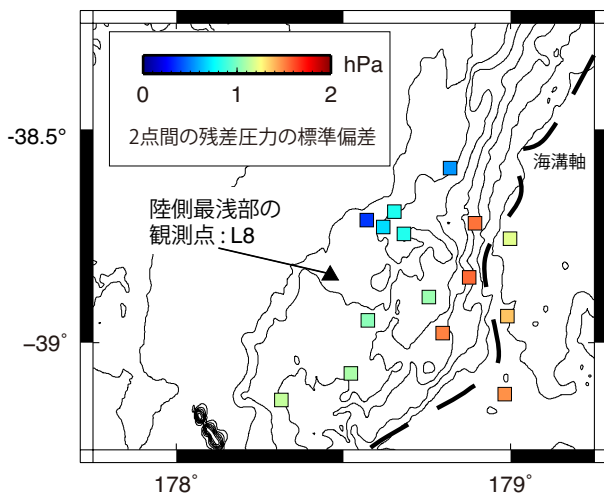 hPa
0 1 2
2点間の残差圧力の標準偏差
-38.5°
海溝軸
陸側最浅部の
観測点 : L8
−39°
178° 179°